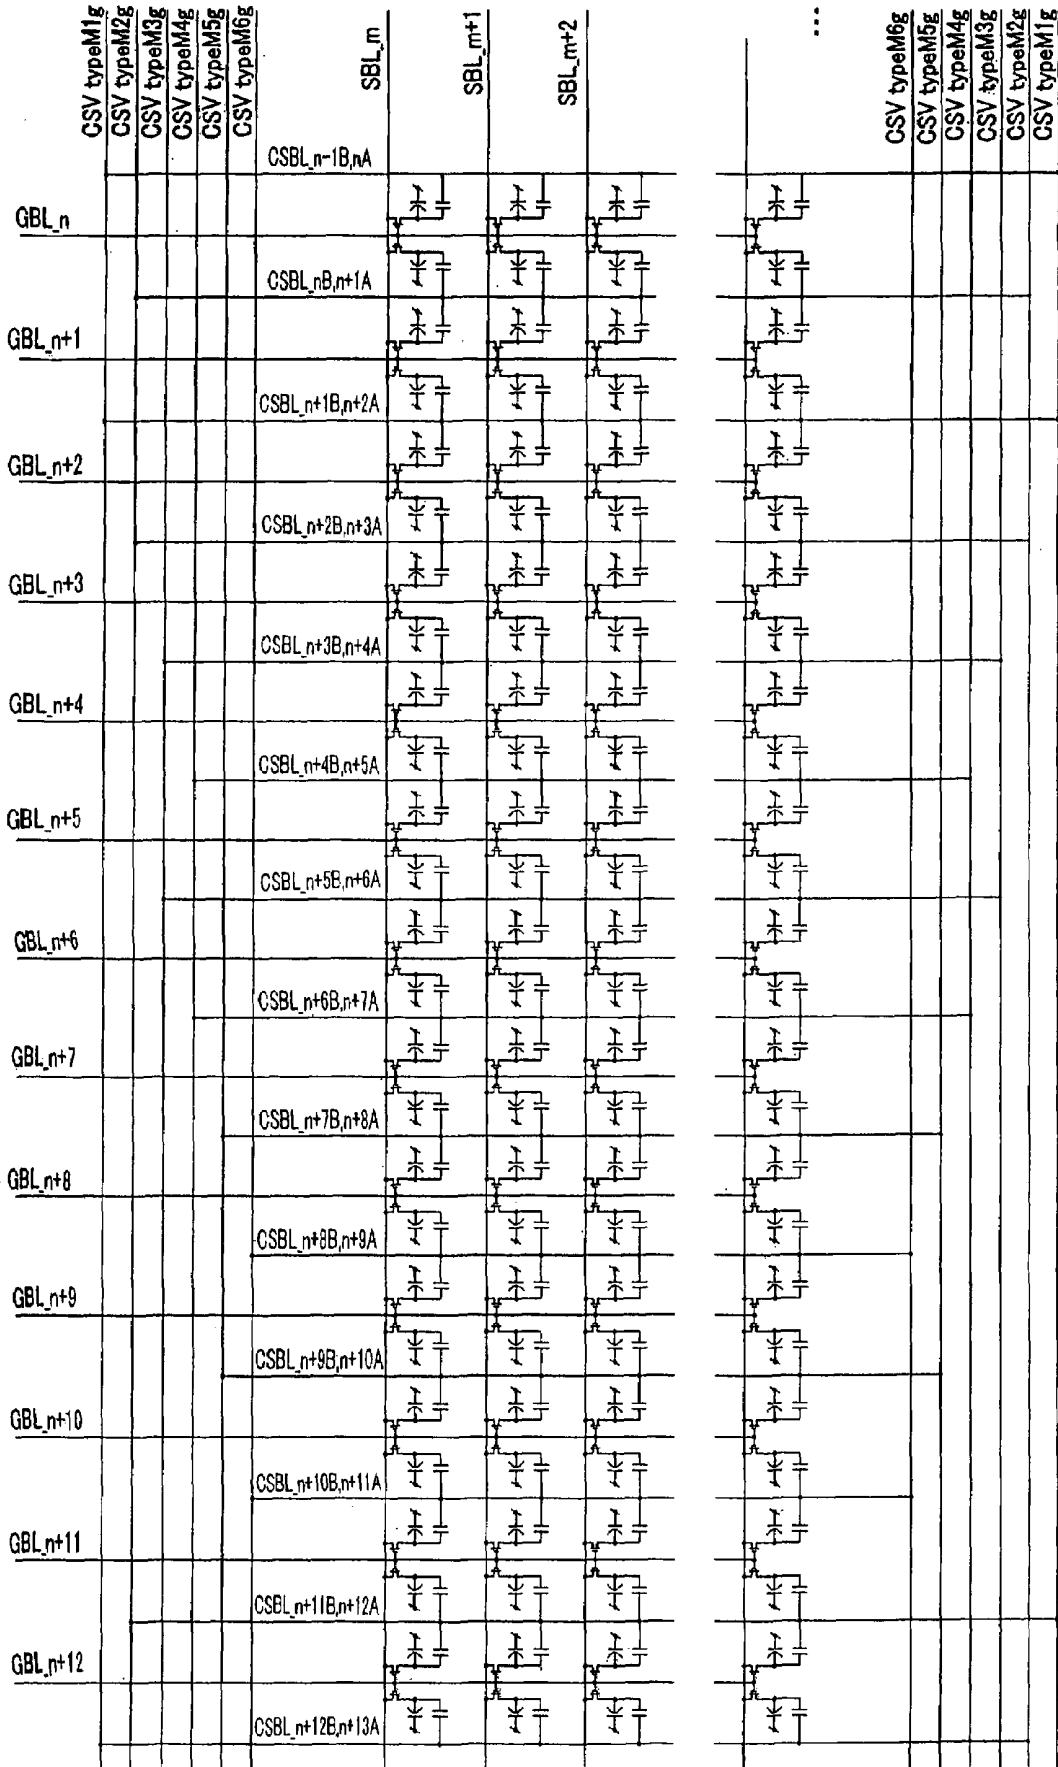 CSV typeM1g
CSV typeM2g
CSV typeM3g
CSV typeM4g
CSV typeM5g
CSV typeM6g
SBL_m
SBL_m+1
SBL_m+2
...
CSV typeM6g
CSV typeM5g
CSV typeM4g
CSV typeM3g
CSV typeM2g
CSV typeM1g
CSBL_n-1B,nA
GBL_n
CSBL_nB,n+1A
GBL_n+1
CSBL_n+1B,n+2A
GBL_n+2
CSBL_n+2B,n+3A
GBL_n+3
CSBL_n+3B,n+4A
GBL_n+4
CSBL_n+4B,n+5A
GBL_n+5
CSBL_n+5B,n+6A
GBL_n+6
CSBL_n+6B,n+7A
GBL_n+7
CSBL_n+7B,n+8A
GBL_n+8
CSBL_n+8B,n+9A
GBL_n+9
CSBL_n+9B,n+10A
GBL_n+10
CSBL_n+10B,n+11A
GBL_n+11
CSBL_n+11B,n+12A
GBL_n+12
CSBL_n+12B,n+13A